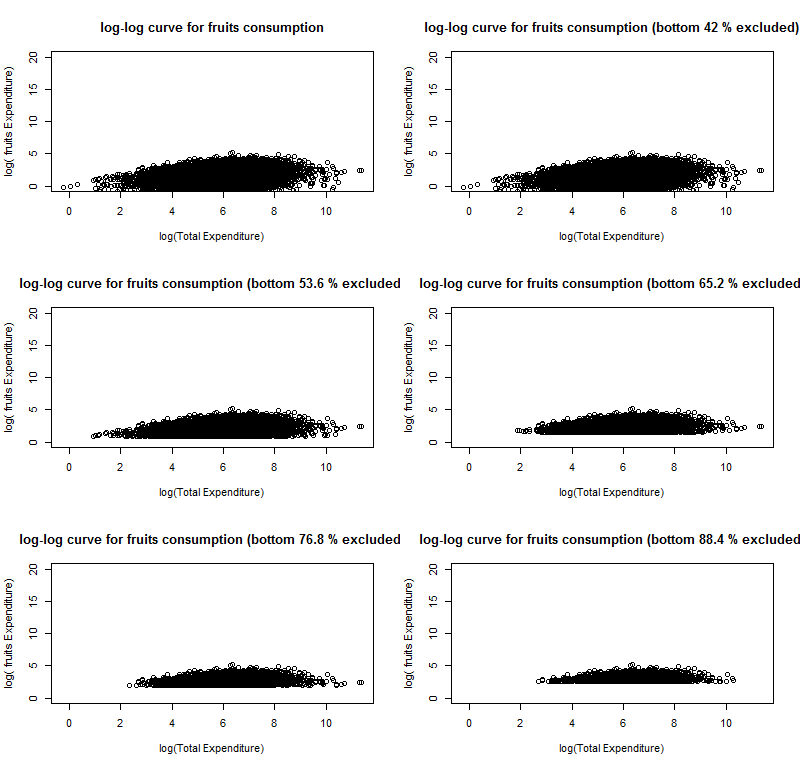 log-log curve for fruits consumption
log( fruits Expenditure)
20
15
10
5
0
0 2 4 6 8 10
log(Total Expenditure)
log-log curve for fruits consumption (bottom 42 % excluded)
log( fruits Expenditure)
20
15
10
5
0
0 2 4 6 8 10
log(Total Expenditure)
log-log curve for fruits consumption (bottom 53.6 % excluded
log( fruits Expenditure)
20
15
10
5
0
0 2 4 6 8 10
log(Total Expenditure)
log-log curve for fruits consumption (bottom 65.2 % excluded
log( fruits Expenditure)
20
15
10
5
0
0 2 4 6 8 10
log(Total Expenditure)
log-log curve for fruits consumption (bottom 76.8 % excluded
log( fruits Expenditure)
20
15
10
5
0
0 2 4 6 8 10
log(Total Expenditure)
log-log curve for fruits consumption (bottom 88.4 % excluded
log( fruits Expenditure)
20
15
10
5
0
0 2 4 6 8 10
log(Total Expenditure)